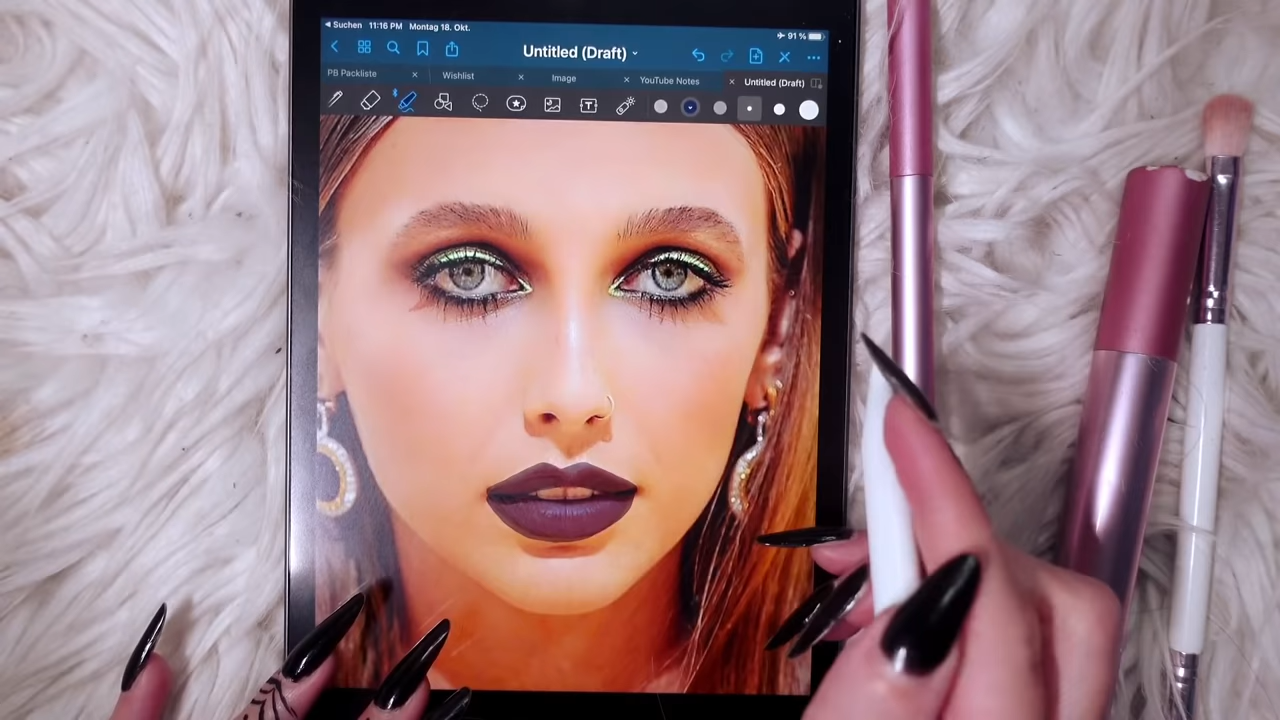 Suchen 11:16 PM Montag 18. Okt. 91 %
Untitled (Draft)
PB Packliste Wishlist Image YouTube Notes Untitled (Draft)
T